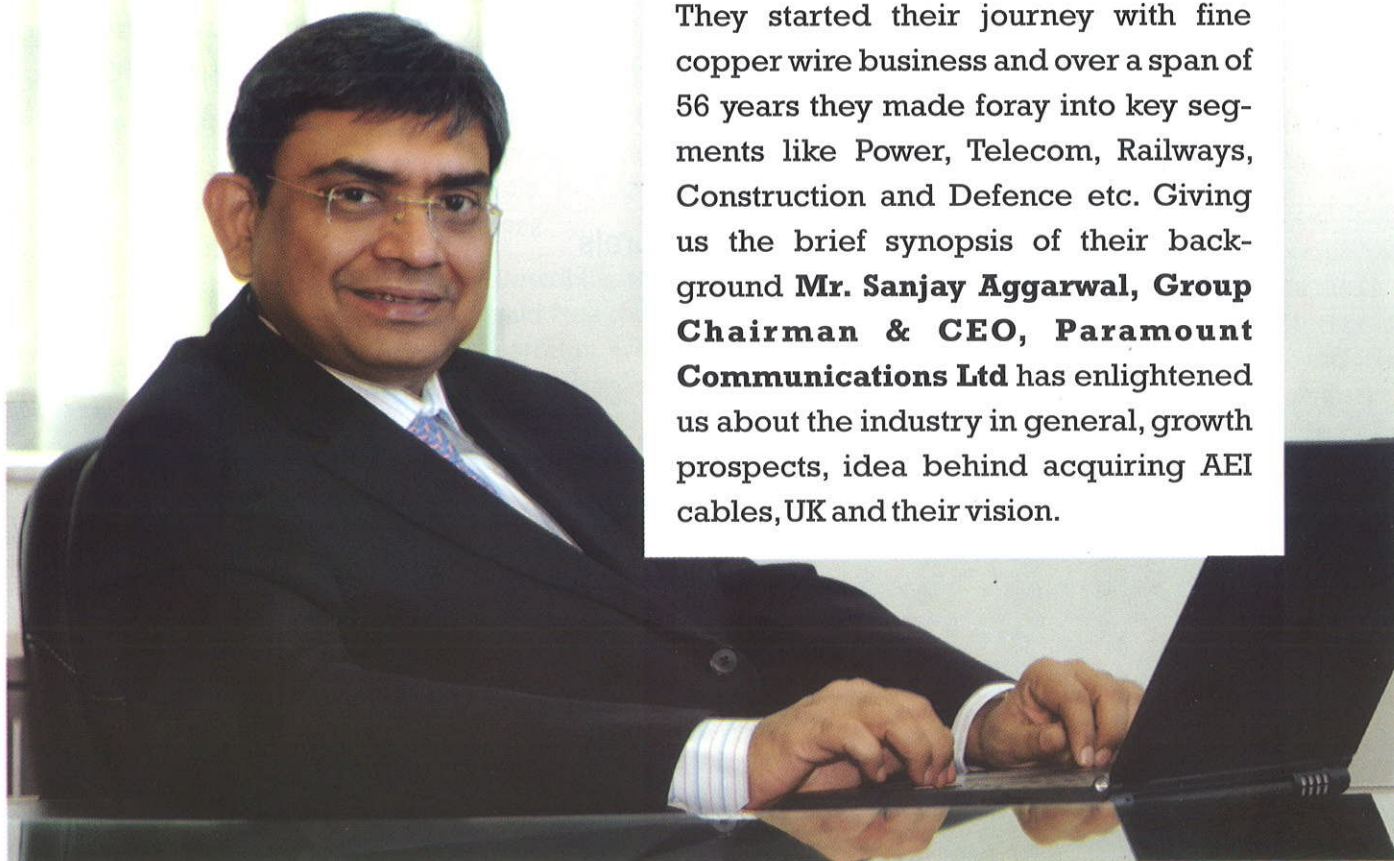 They started their journey with fine
copper wire business and over a span of
56 years they made foray into key seg-
ments like Power, Telecom, Railways,
Construction and Defence etc. Giving
us the brief synopsis of their back-
ground Mr. Sanjay Aggarwal, Group
Chairman & CEO, Paramount
Communications Ltd has enlightened
us about the industry in general, growth
prospects, idea behind acquiring AEI
cables, UK and their vision.